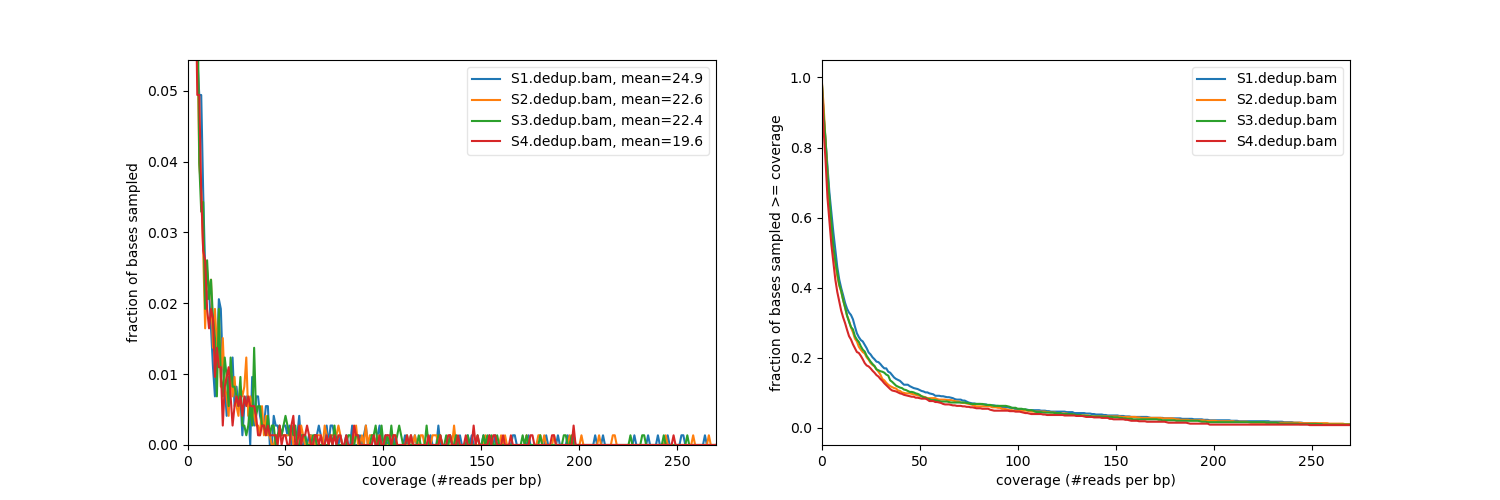 S1.dedup.bam, mean=24.9
S2.dedup.bam, mean=22.6
S3.dedup.bam, mean=22.4
S4.dedup.bam, mean=19.6
0.05
0.04
0.03
0.02
0.01
0.00
fraction of bases sampled
0 50 100 150 200 250
coverage (#reads per bp)
S1.dedup.bam
S2.dedup.bam
S3.dedup.bam
S4.dedup.bam
1.0
0.8
0.6
0.4
0.2
0.0
fraction of bases sampled >= coverage
0 50 100 150 200 250
coverage (#reads per bp)